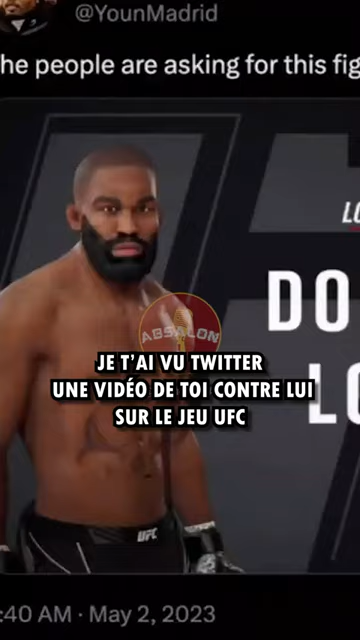 @YounMadrid
he people are asking for this fig
LO
DO
LO
ABSALON
JE T'AI VU TWITTER
UNE VIDÉO DE TOI CONTRE LUI
SUR LE JEU UFC
UFC
:40 AM · May 2, 2023